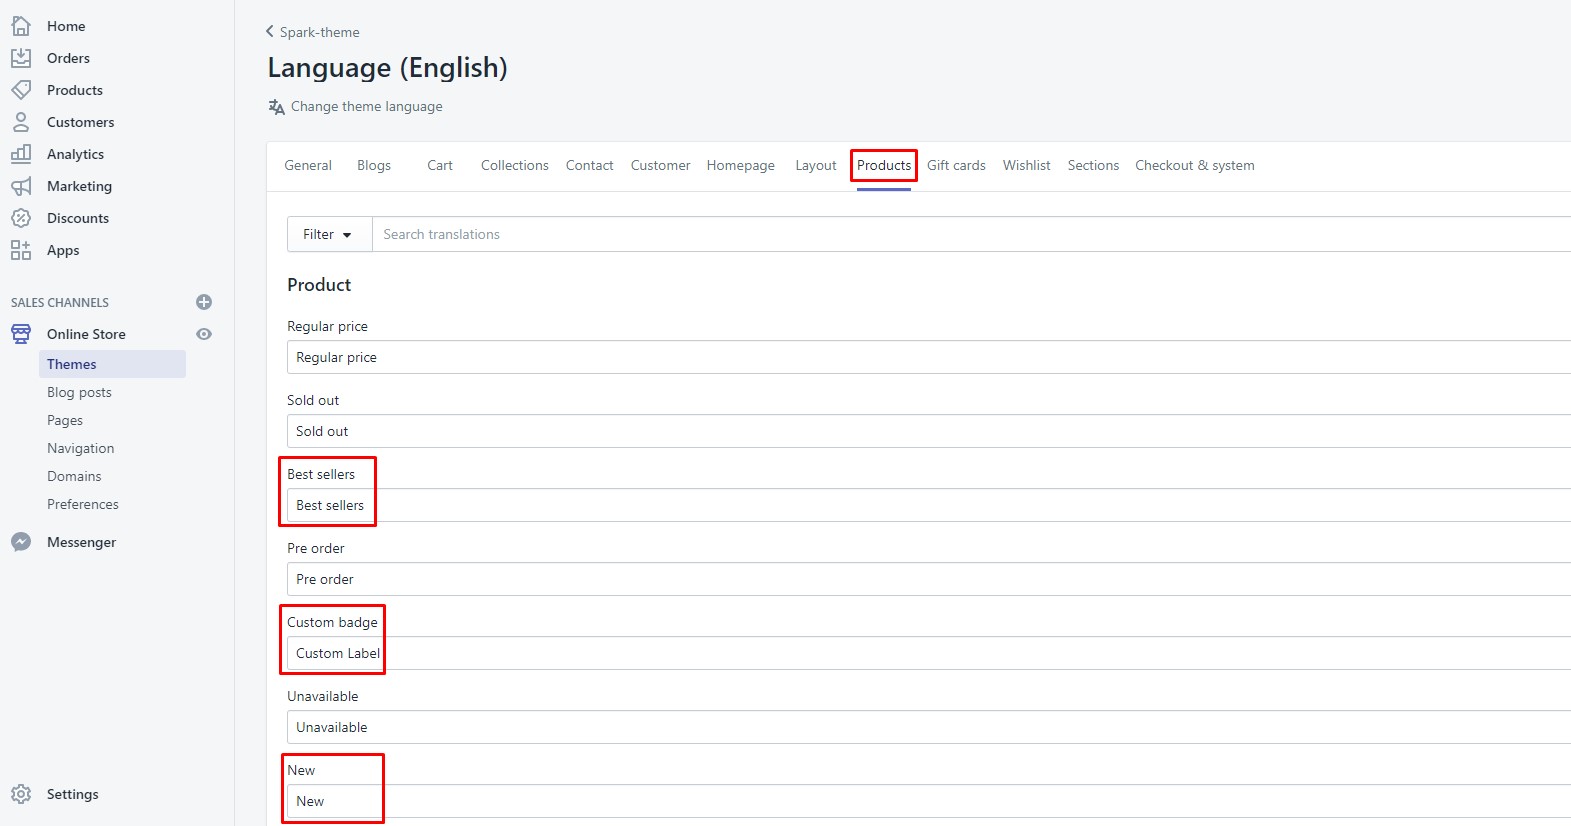 Home
Orders
Products
Customers
Analytics
Marketing
Discounts
Apps
SALES CHANNELS
Online Store
Themes
Blog posts
Pages
Navigation
Domains
Preferences
Messenger
Settings
Spark-theme
Language (English)
Change theme language
General Blogs Cart Collections Contact Customer Homepage Layout Products Gift cards Wishlist Sections Checkout & system
Filter Search translations
Product
Regular price
Regular price
Sold out
Sold out
Best sellers
Best sellers
Pre order
Pre order
Custom badge
Custom Label
Unavailable
Unavailable
New
New